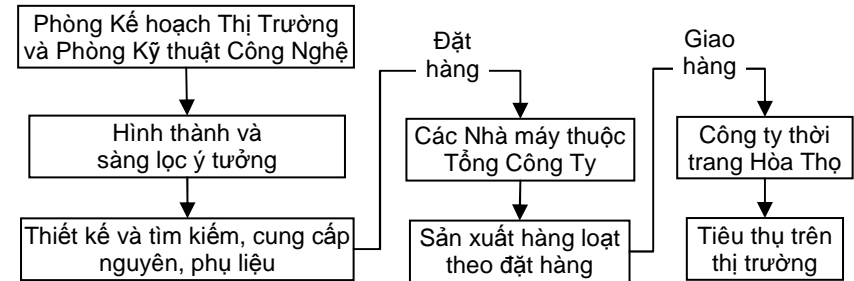 Phòng Kế hoạch Thị Trường
và Phòng Kỹ thuật Công Nghệ
Hình thành và
sàng lọc ý tưởng
Thiết kế và tìm kiếm, cung cấp
nguyên, phụ liệu
Đặt
hàng
Các Nhà máy thuộc
Tổng Công Ty
Sản xuất hàng loạt
theo đặt hàng
Giao
hàng
Công ty thời
trang Hòa Thọ
Tiêu thụ trên
thị trường